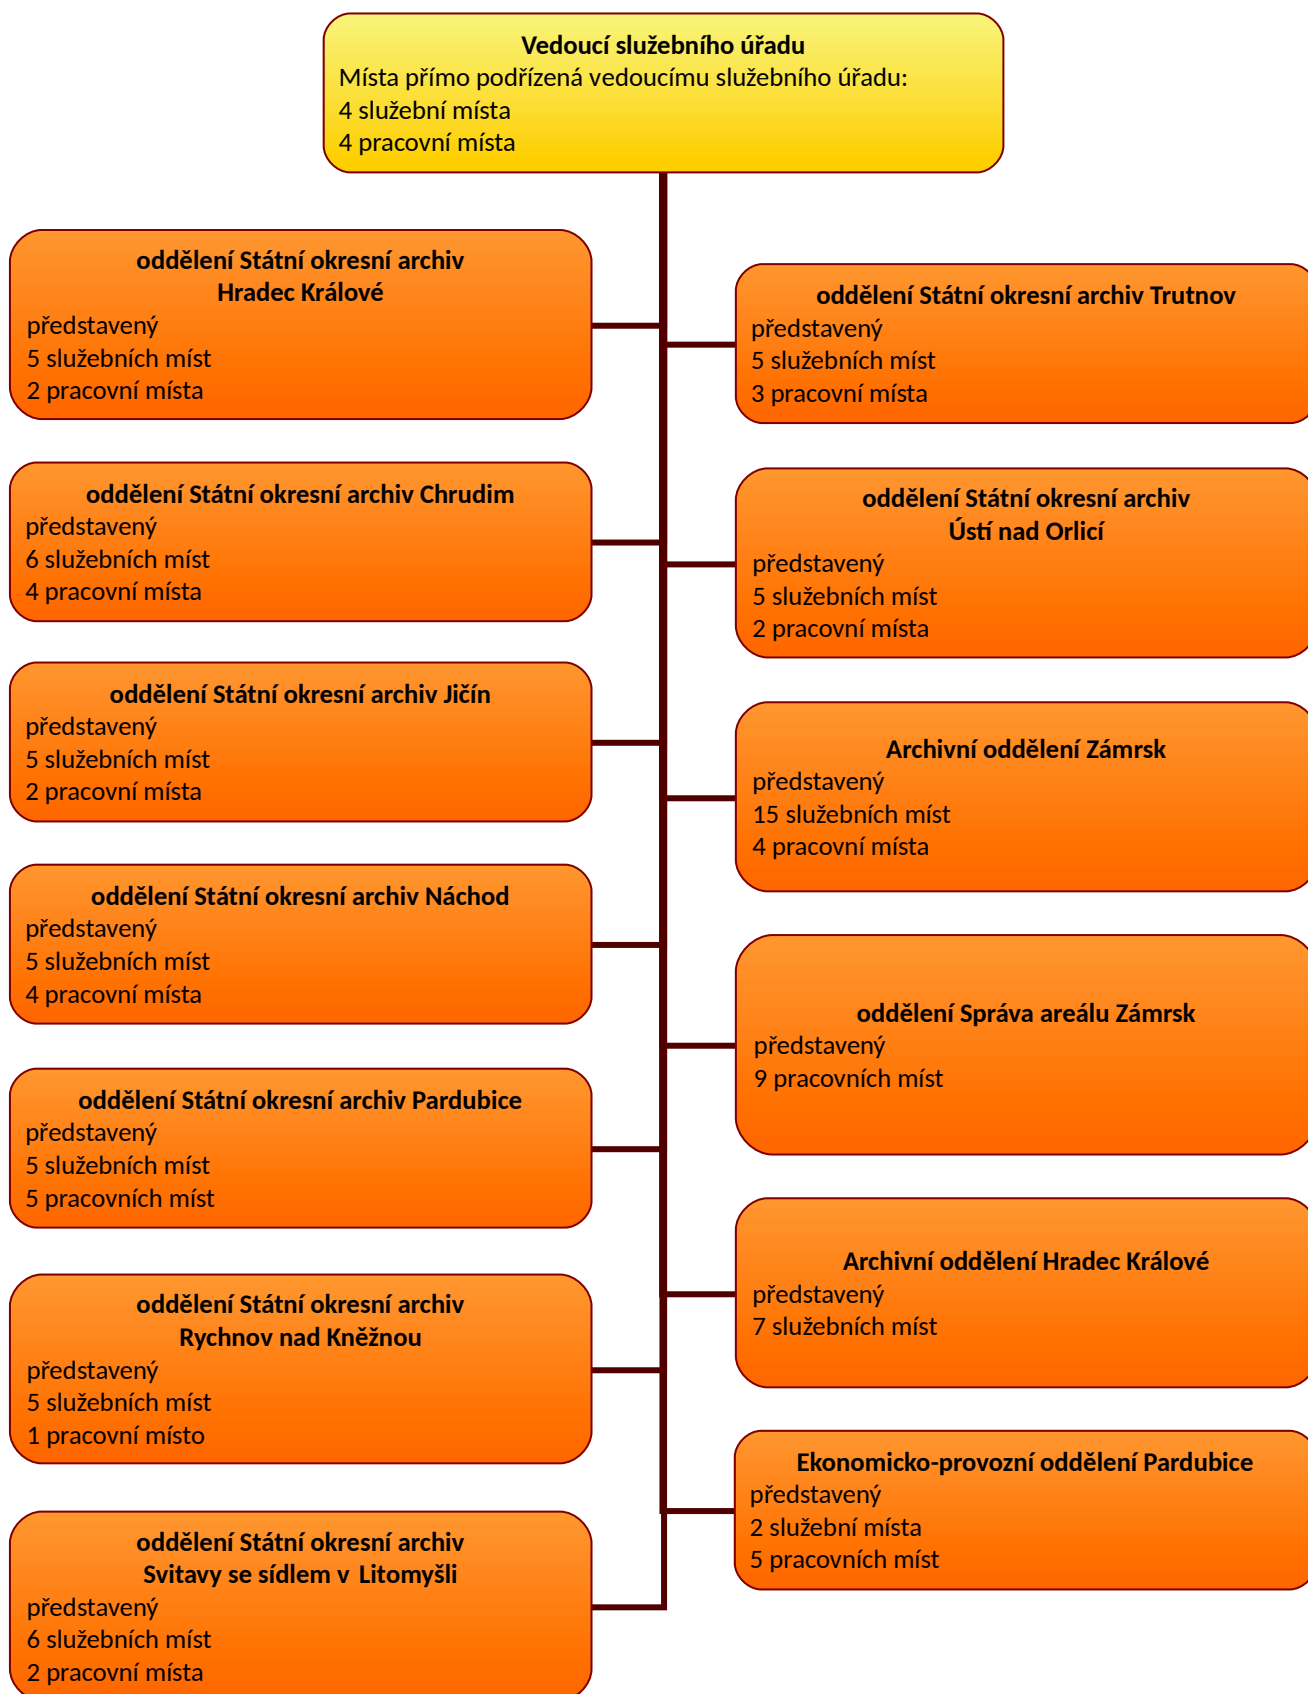 Vedoucí služebního úřadu
Místa přímo podřízená vedoucímu služebního úřadu:
4 služební místa
4 pracovní místa
oddělení Státní okresní archiv
Hradec Králové
představený
5 služebních míst
2 pracovní místa
oddělení Státní okresní archiv Chrudim
představený
6 služebních míst
4 pracovní místa
oddělení Státní okresní archiv Jičín
představený
5 služebních míst
2 pracovní místa
oddělení Státní okresní archiv Náchod
představený
5 služebních míst
4 pracovní místa
oddělení Státní okresní archiv Pardubice
představený
5 služebních míst
5 pracovních míst
oddělení Státní okresní archiv
Rychnov nad Kněžnou
představený
5 služebních míst
1 pracovní místo
oddělení Státní okresní archiv
Svitavy se sídlem v Litomyšli
představený
6 služebních míst
2 pracovní místa
oddělení Státní okresní archiv Trutnov
představený
5 služebních míst
3 pracovní místa
oddělení Státní okresní archiv
Ústí nad Orlicí
představený
5 služebních míst
2 pracovní místa
Archivní oddělení Zámrsk
představený
15 služebních míst
4 pracovní místa
oddělení Správa areálu Zámrsk
představený
9 pracovních míst
Archivní oddělení Hradec Králové
představený
7 služebních míst
Ekonomicko-provozní oddělení Pardubice
představený
2 služební místa
5 pracovních míst